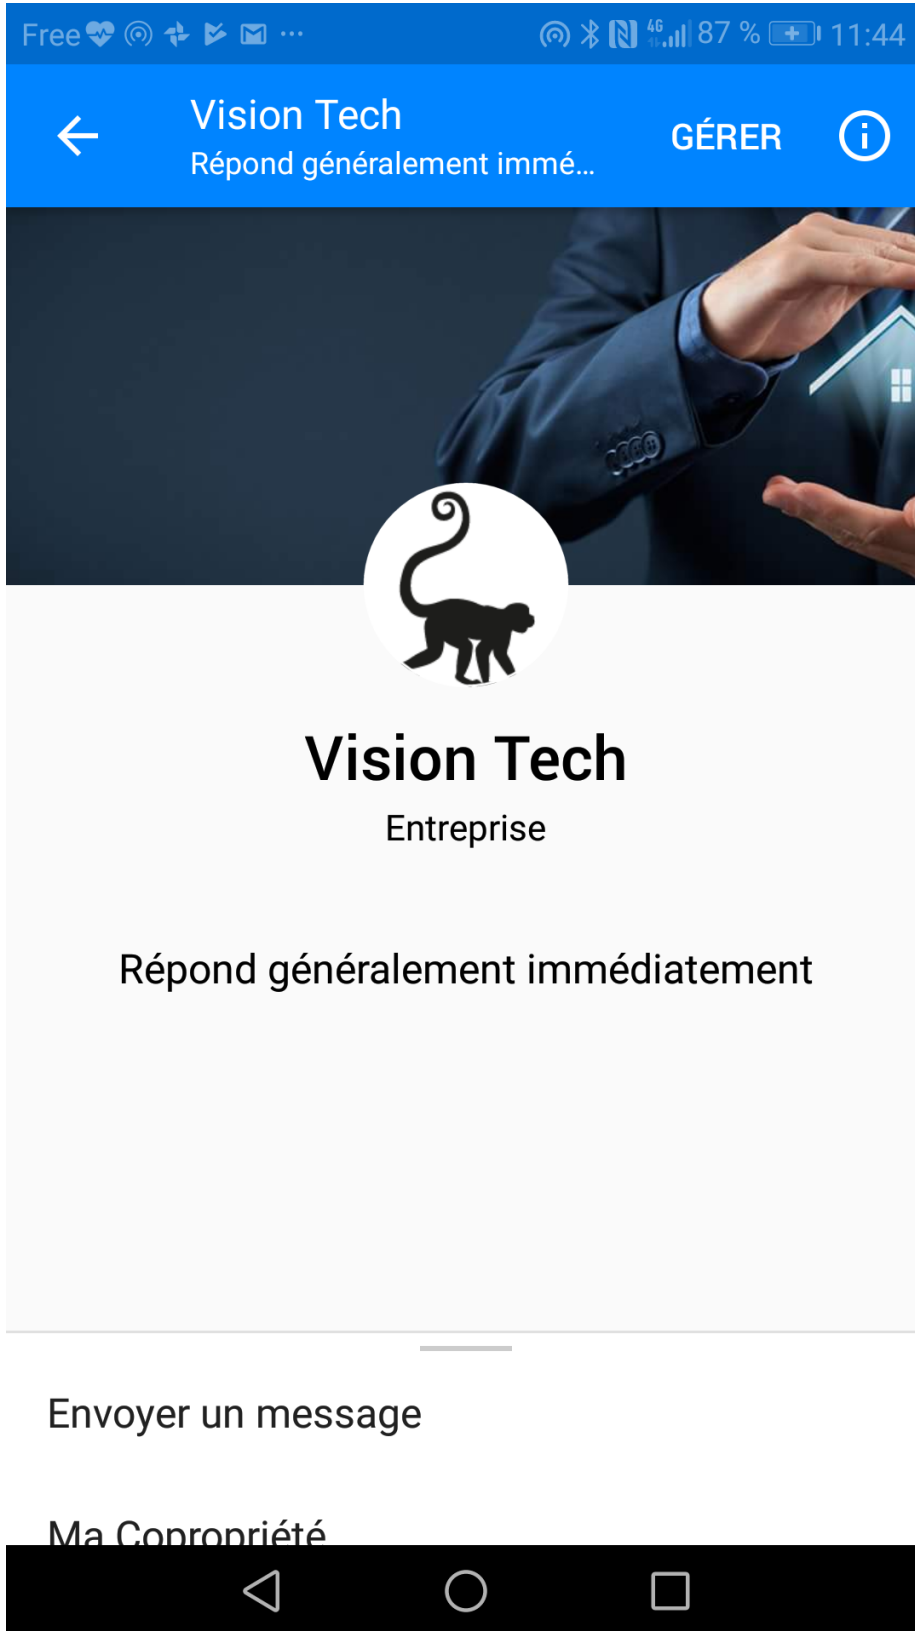 Free 4G 87 % 11:44
Vision Tech
Répond généralement immé...
GÉRER
Vision Tech
Entreprise
Répond généralement immédiatement
Envoyer un message
Ma Copropriété